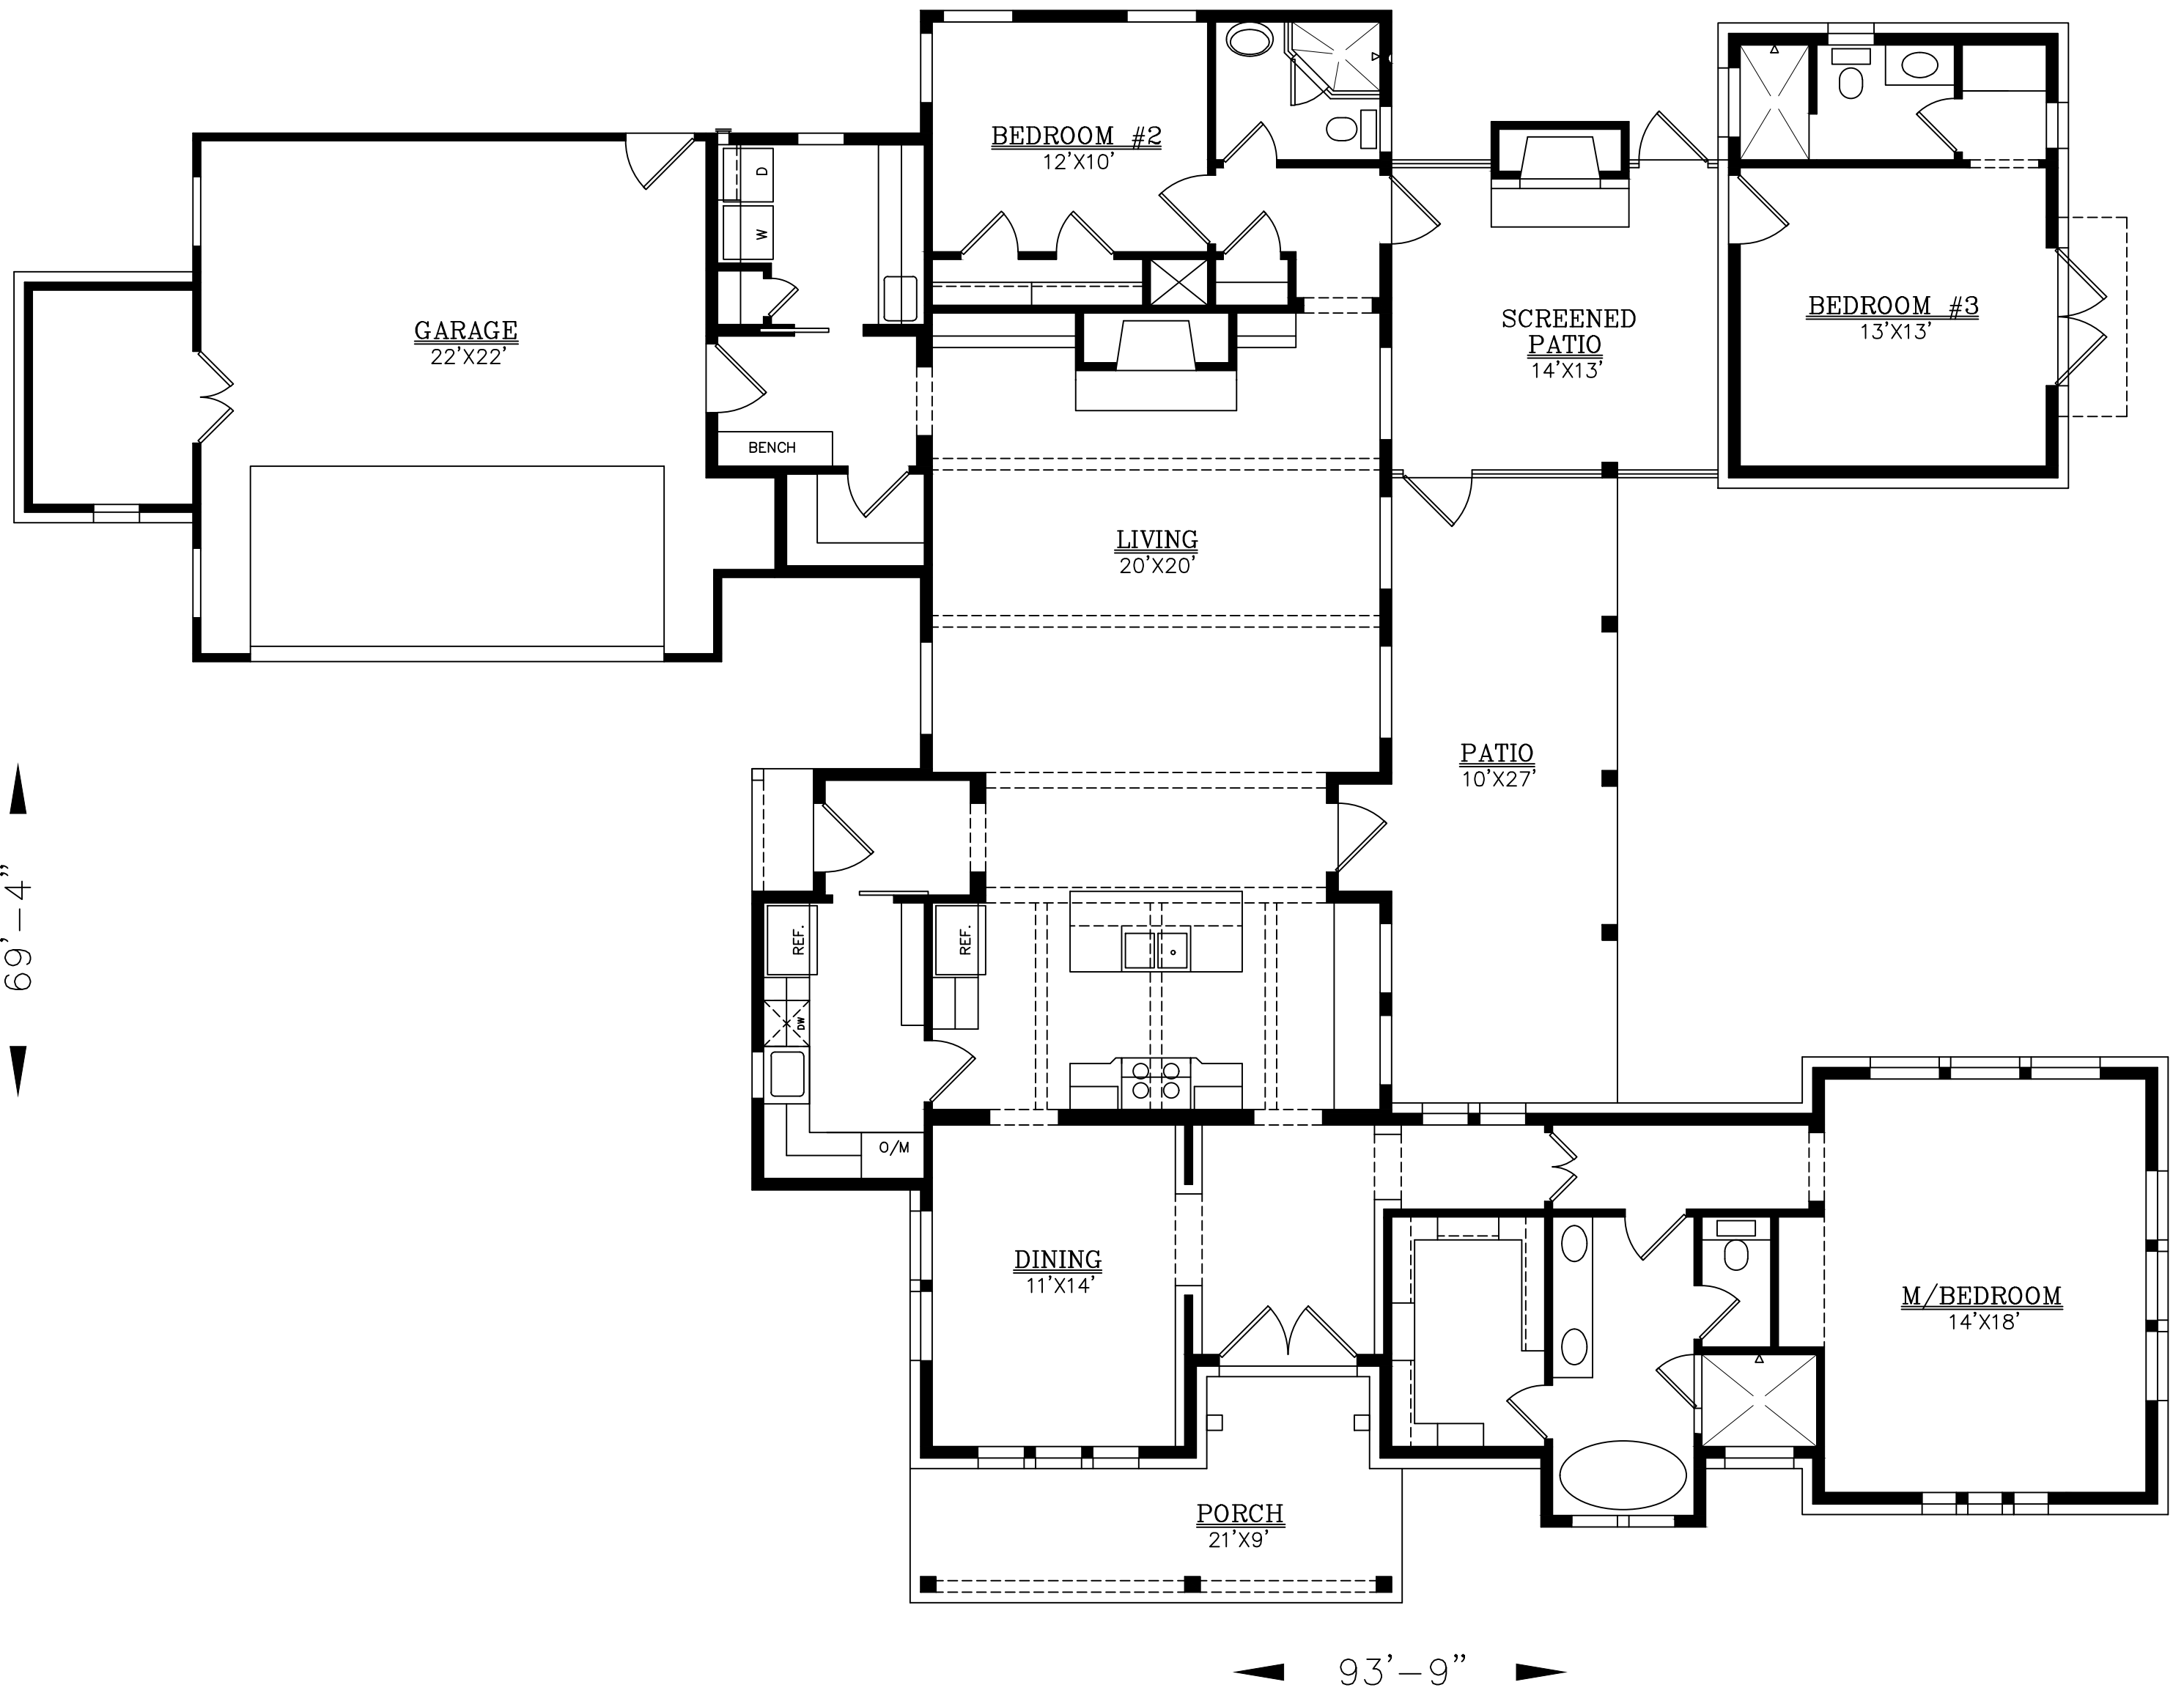 BEDROOM #2
12'X10'
D
W
GARAGE
22'X22'
BENCH
SCREENED
PATIO
14'X13'
BEDROOM #3
13'X13'
LIVING
20'X20'
PATIO
10'X27'
69'-4"
REF.
REF.
DW
O/M
DINING
11'X14'
M/BEDROOM
14'X18'
PORCH
21'X9'
93'-9"